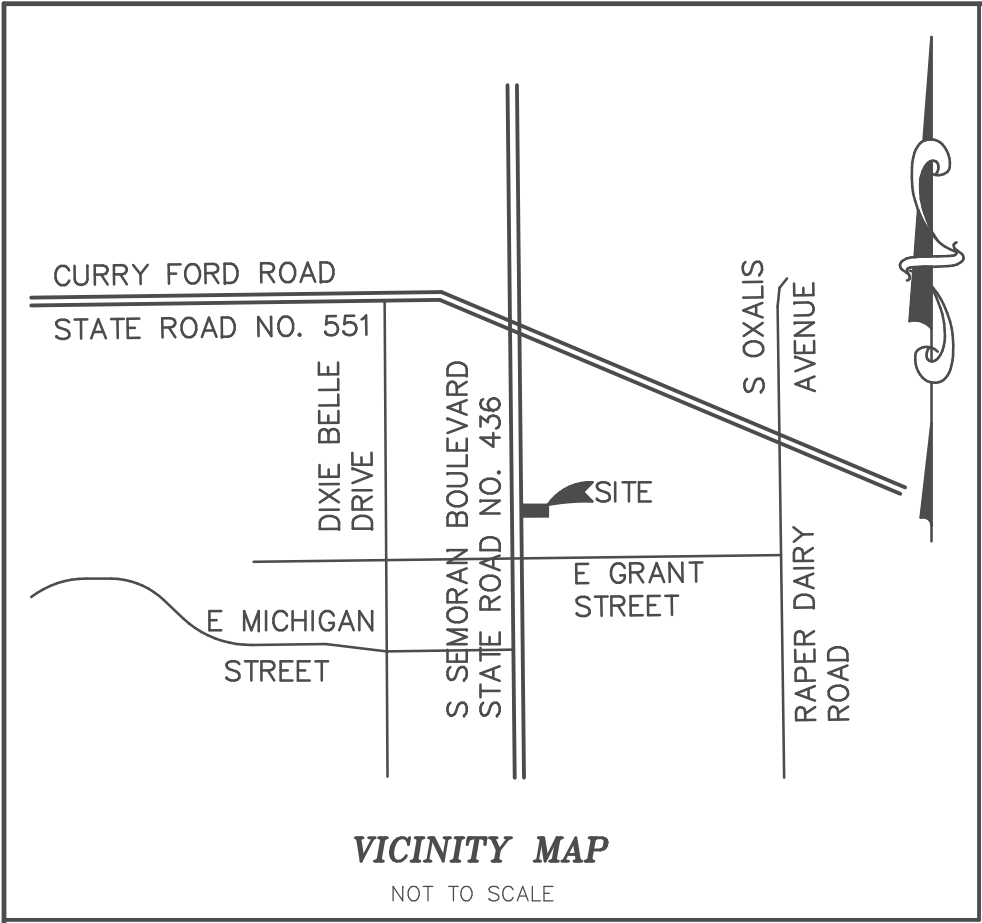 CURRY FORD ROAD
STATE ROAD NO. 551
DIXIE BELLE
DRIVE
S SEMORAN BOULEVARD
STATE ROAD NO. 436
S OXALIS
AVENUE
SITE
E GRANT
STREET
E MICHIGAN
STREET
RAPER DAIRY
ROAD
VICINITY MAP
NOT TO SCALE